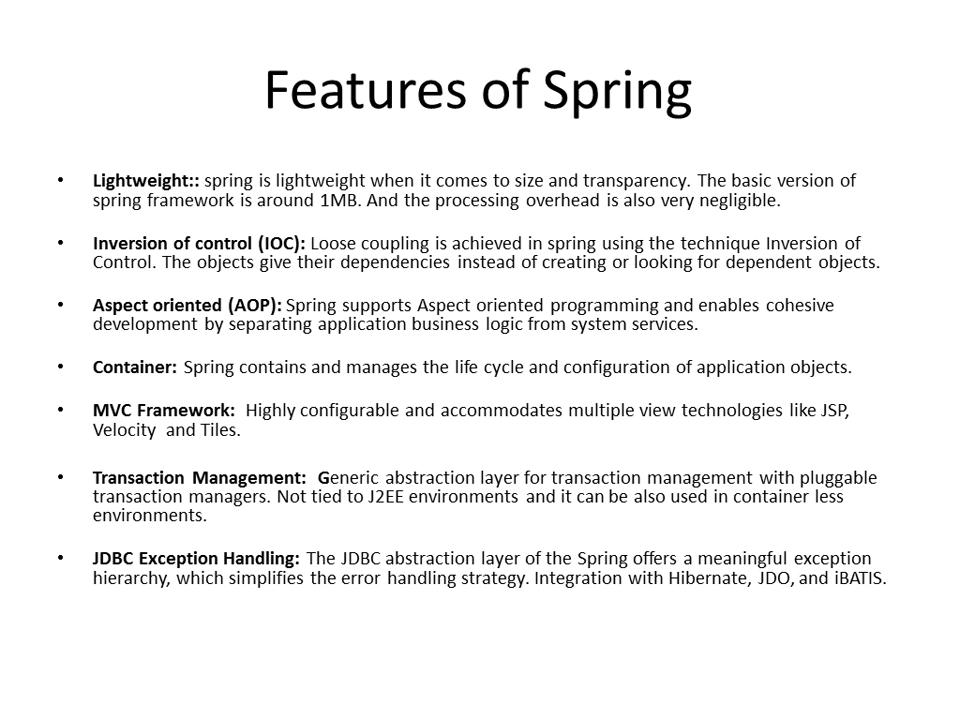 Features of Spring
• Lightweight:: spring is lightweight when it comes to size and transparency. The basic version of
spring framework is around 1MB. And the processing overhead is also very negligible.
• Inversion of control (IOC): Loose coupling is achieved in spring using the technique Inversion of
Control. The objects give their dependencies instead of creating or looking for dependent objects.
• Aspect oriented (AOP): Spring supports Aspect oriented programming and enables cohesive
development by separating application business logic from system services.
• Container: Spring contains and manages the life cycle and configuration of application objects.
• MVC Framework: Highly configurable and accommodates multiple view technologies like JSP,
Velocity and Tiles.
• Transaction Management: Generic abstraction layer for transaction management with pluggable
transaction managers. Not tied to J2EE environments and it can be also used in container less
environments.
• JDBC Exception Handling: The JDBC abstraction layer of the Spring offers a meaningful exception
hierarchy, which simplifies the error handling strategy. Integration with Hibernate, JDO, and iBATIS.